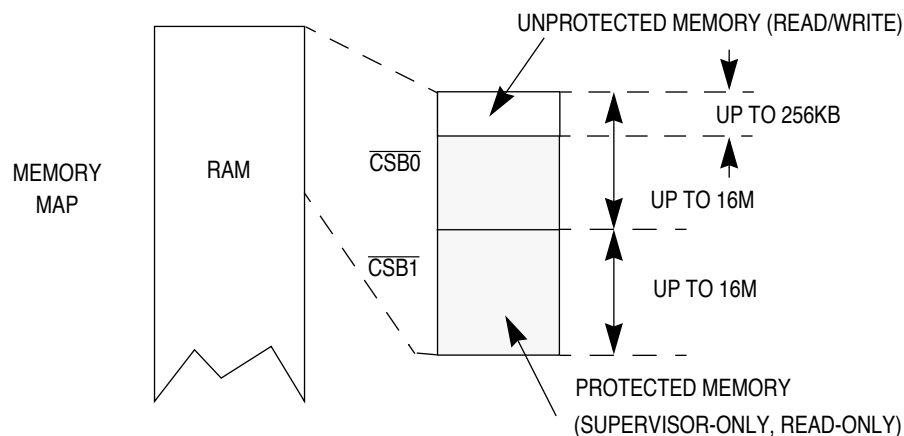 UNPROTECTED MEMORY (READ/WRITE)
UP TO 256KB
CSB0
MEMORY
MAP
RAM
UP TO 16M
CSB1
UP TO 16M
PROTECTED MEMORY
(SUPERVISOR-ONLY, READ-ONLY)